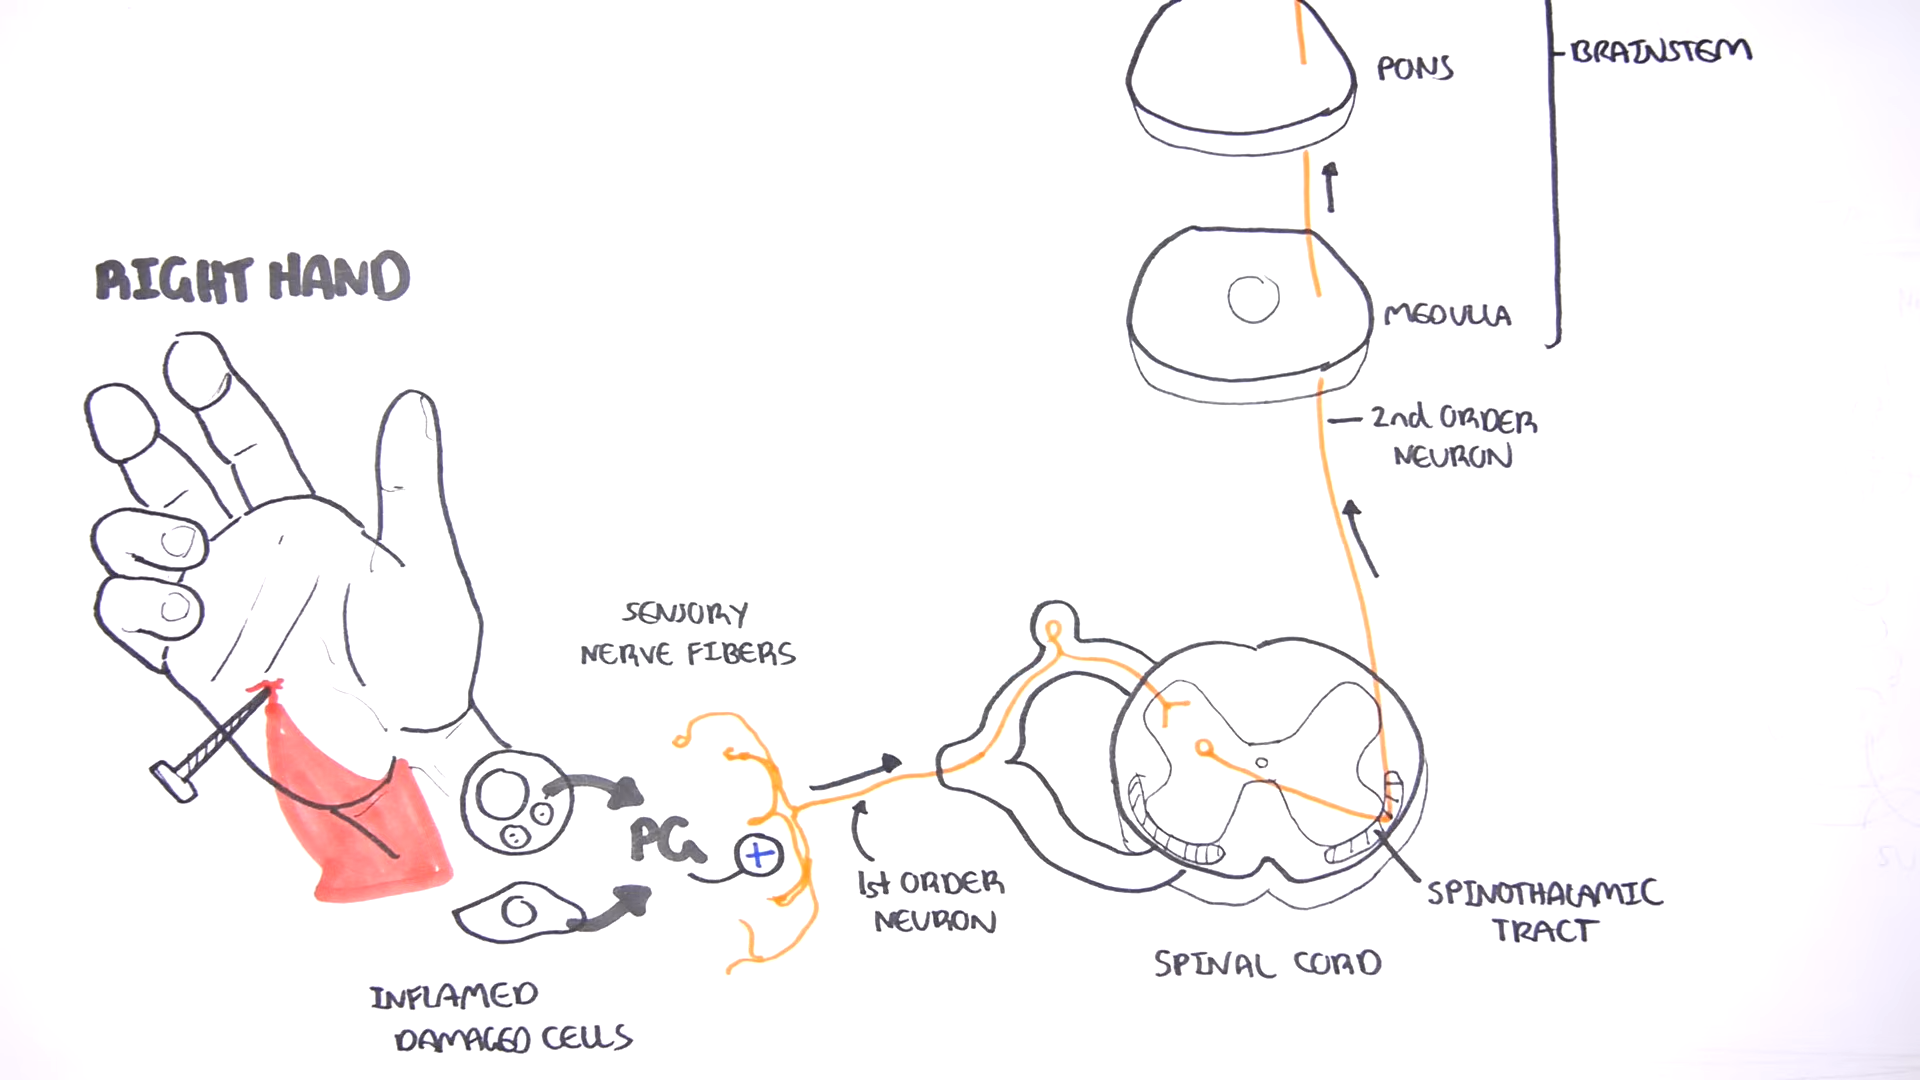 PONS
BRAINSTEM
RIGHT HAND
MEDULLA
2nd ORDER
NEURON
SENSORY
NERVE FIBERS
PG
+
1st ORDER
NEURON
SPINOTHALAMIC
TRACT
SPINAL CORD
INFLAMED
DAMAGED CELLS